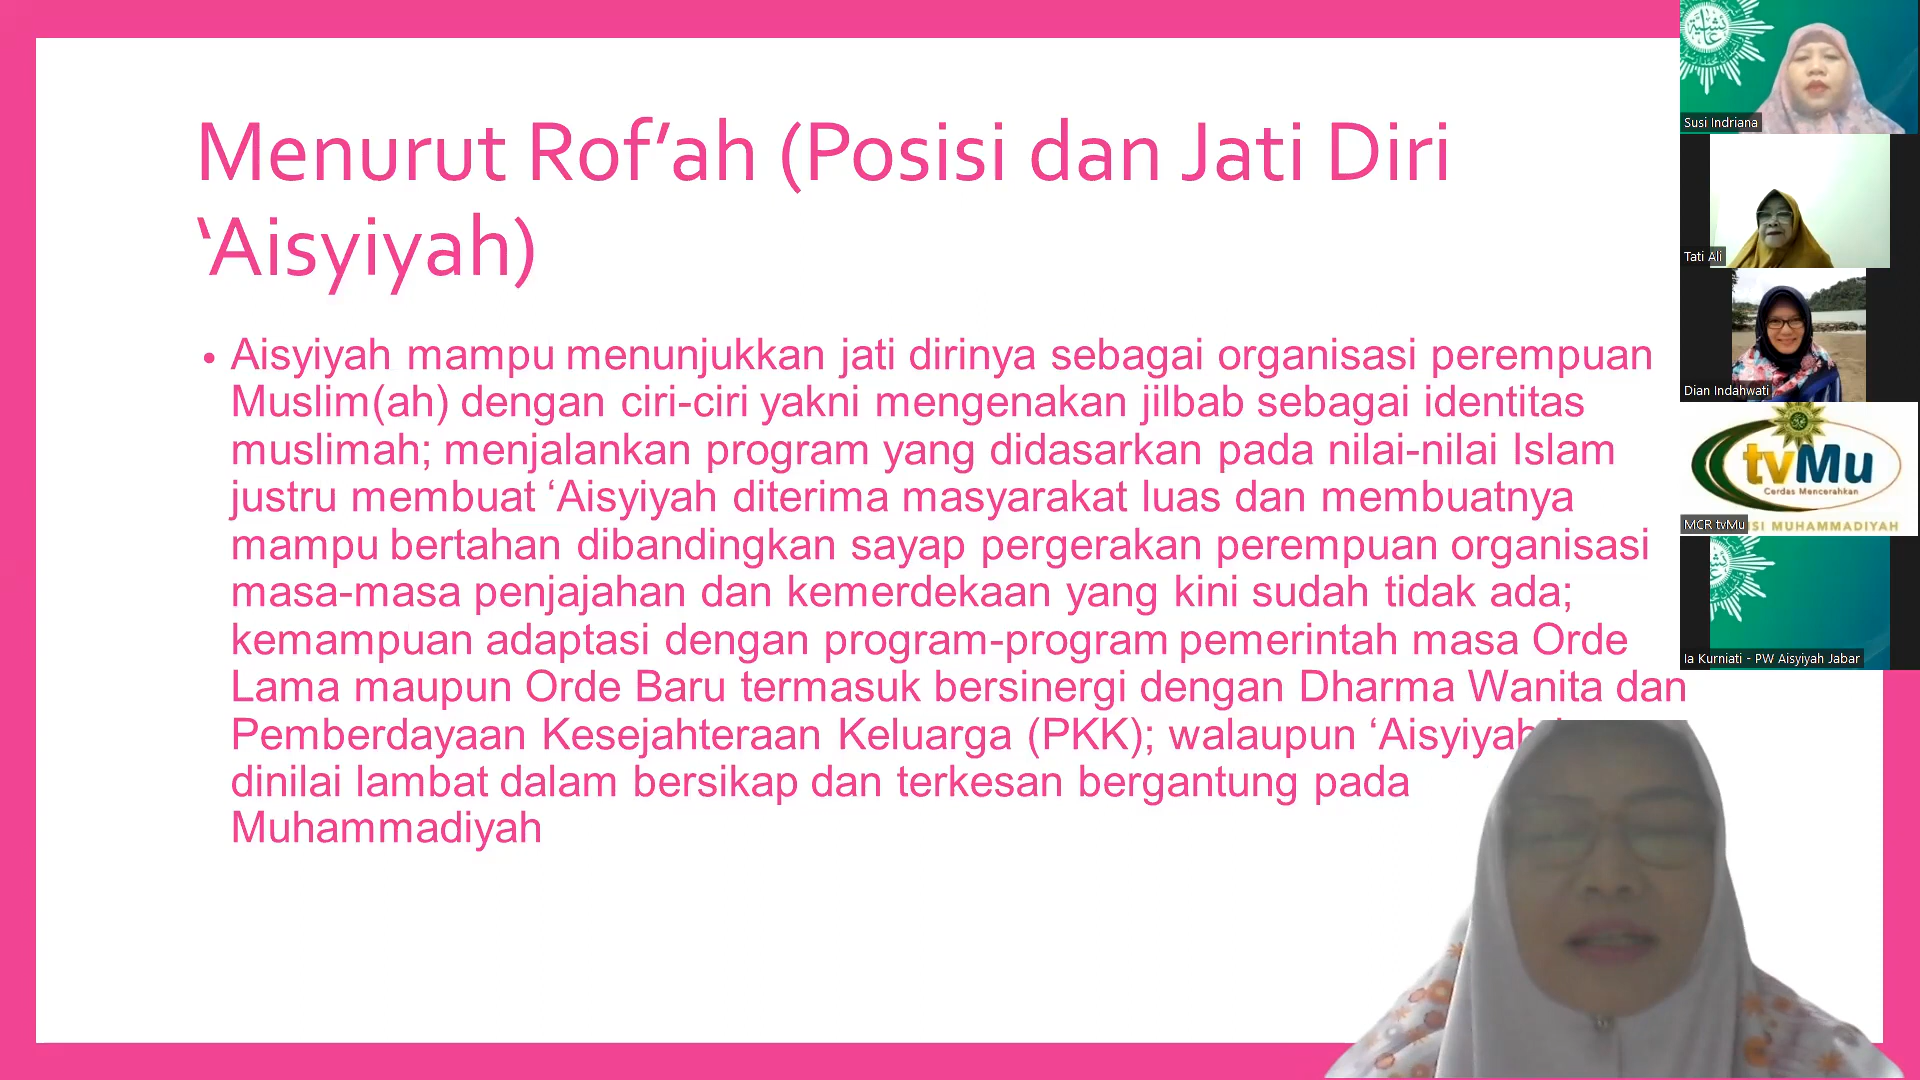 Menurut Rof’ah (Posisi dan Jati Diri
‘Aisyiyah)
• Aisyiyah mampu menunjukkan jati dirinya sebagai organisasi perempuan
Muslim(ah) dengan ciri-ciri yakni mengenakan jilbab sebagai identitas
muslimah; menjalankan program yang didasarkan pada nilai-nilai Islam
justru membuat ‘Aisyiyah diterima masyarakat luas dan membuatnya
mampu bertahan dibandingkan sayap pergerakan perempuan organisasi
masa-masa penjajahan dan kemerdekaan yang kini sudah tidak ada;
kemampuan adaptasi dengan program-program pemerintah masa Orde
Lama maupun Orde Baru termasuk bersinergi dengan Dharma Wanita dan
Pemberdayaan Kesejahteraan Keluarga (PKK); walaupun ‘Aisyiyah
dinilai lambat dalam bersikap dan terkesan bergantung pada
Muhammadiyah
Susi Indriana
Tati Ali
Dian Indahwati
tvMu
Cerdas Mencerahkan
MCR tvMu
SI MUHAMMADIYAH
Ia Kurniati - PW Aisyiyah Jabar